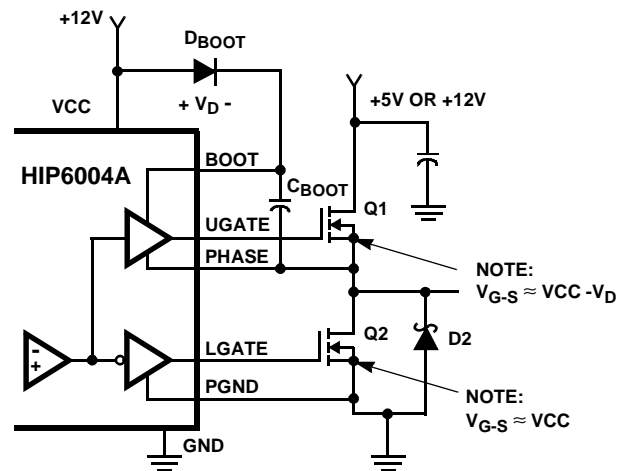 +12V
DBOOT
+ VD -
VCC
+5V OR +12V
HIP6004A
BOOT
CBOOT
Q1
UGATE
PHASE
NOTE:
VG-S ≈ VCC -VD
- +
Q2
D2
LGATE
PGND
NOTE:
VG-S ≈ VCC
GND